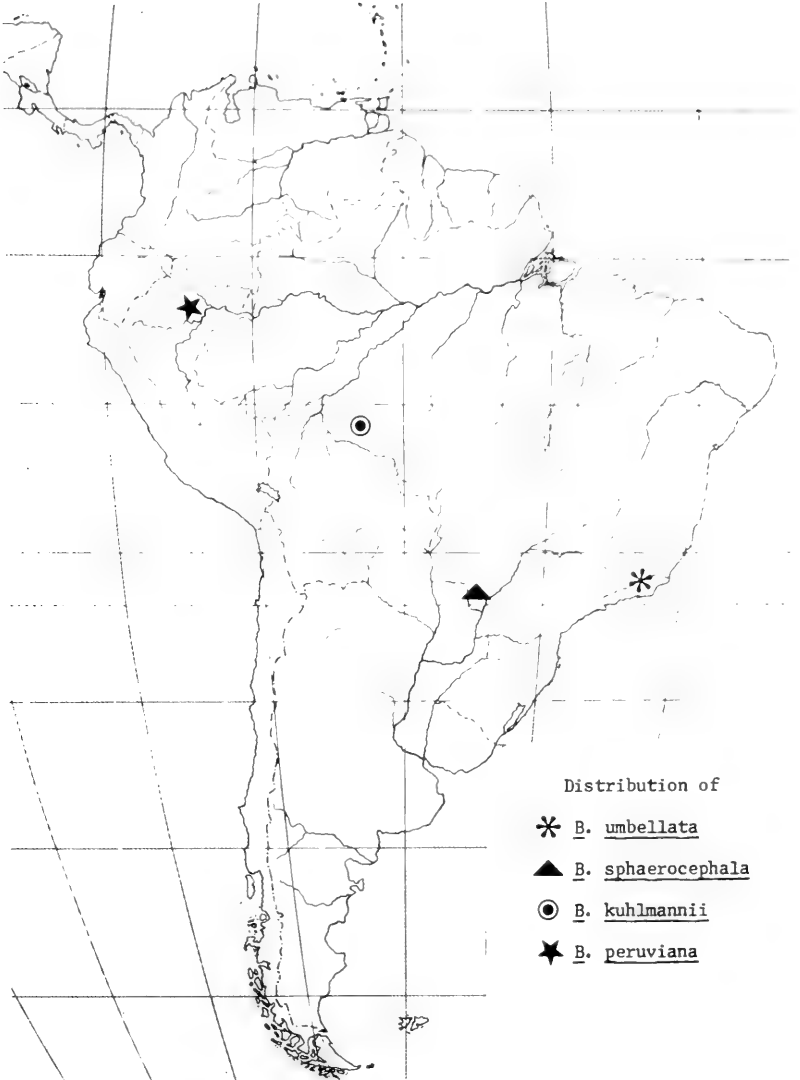 Distribution of
B. umbellata
B. sphaerocephala
B. kuhlmannii
B. peruviana